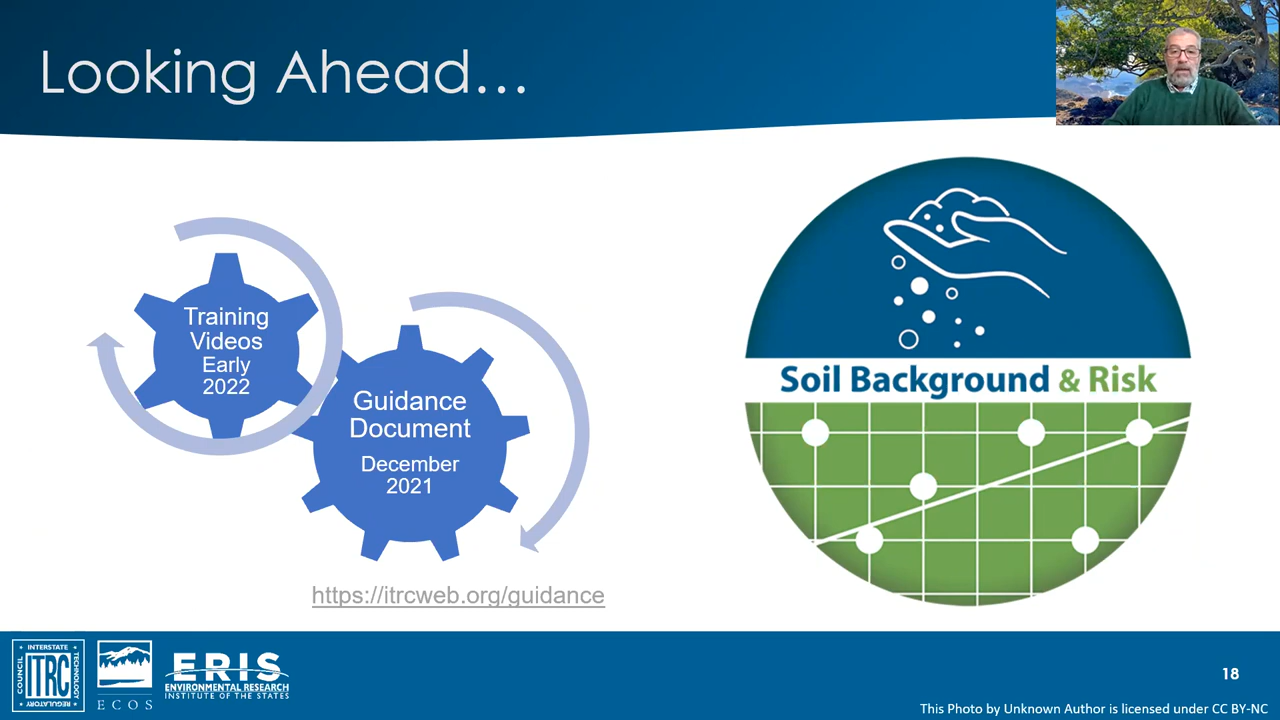 Looking Ahead...
Training
Videos
Early
2022
Guidance
Document
December
2021
https://itrcweb.org/guidance
Soil Background & Risk
INTERSTATE
COUNCIL
ITRC
TECHNOLOGY
REGULATORY
ECOS
ERIS
ENVIRONMENTAL RESEARCH
INSTITUTE OF THE STATES
18
This Photo by Unknown Author is licensed under CC BY-NC